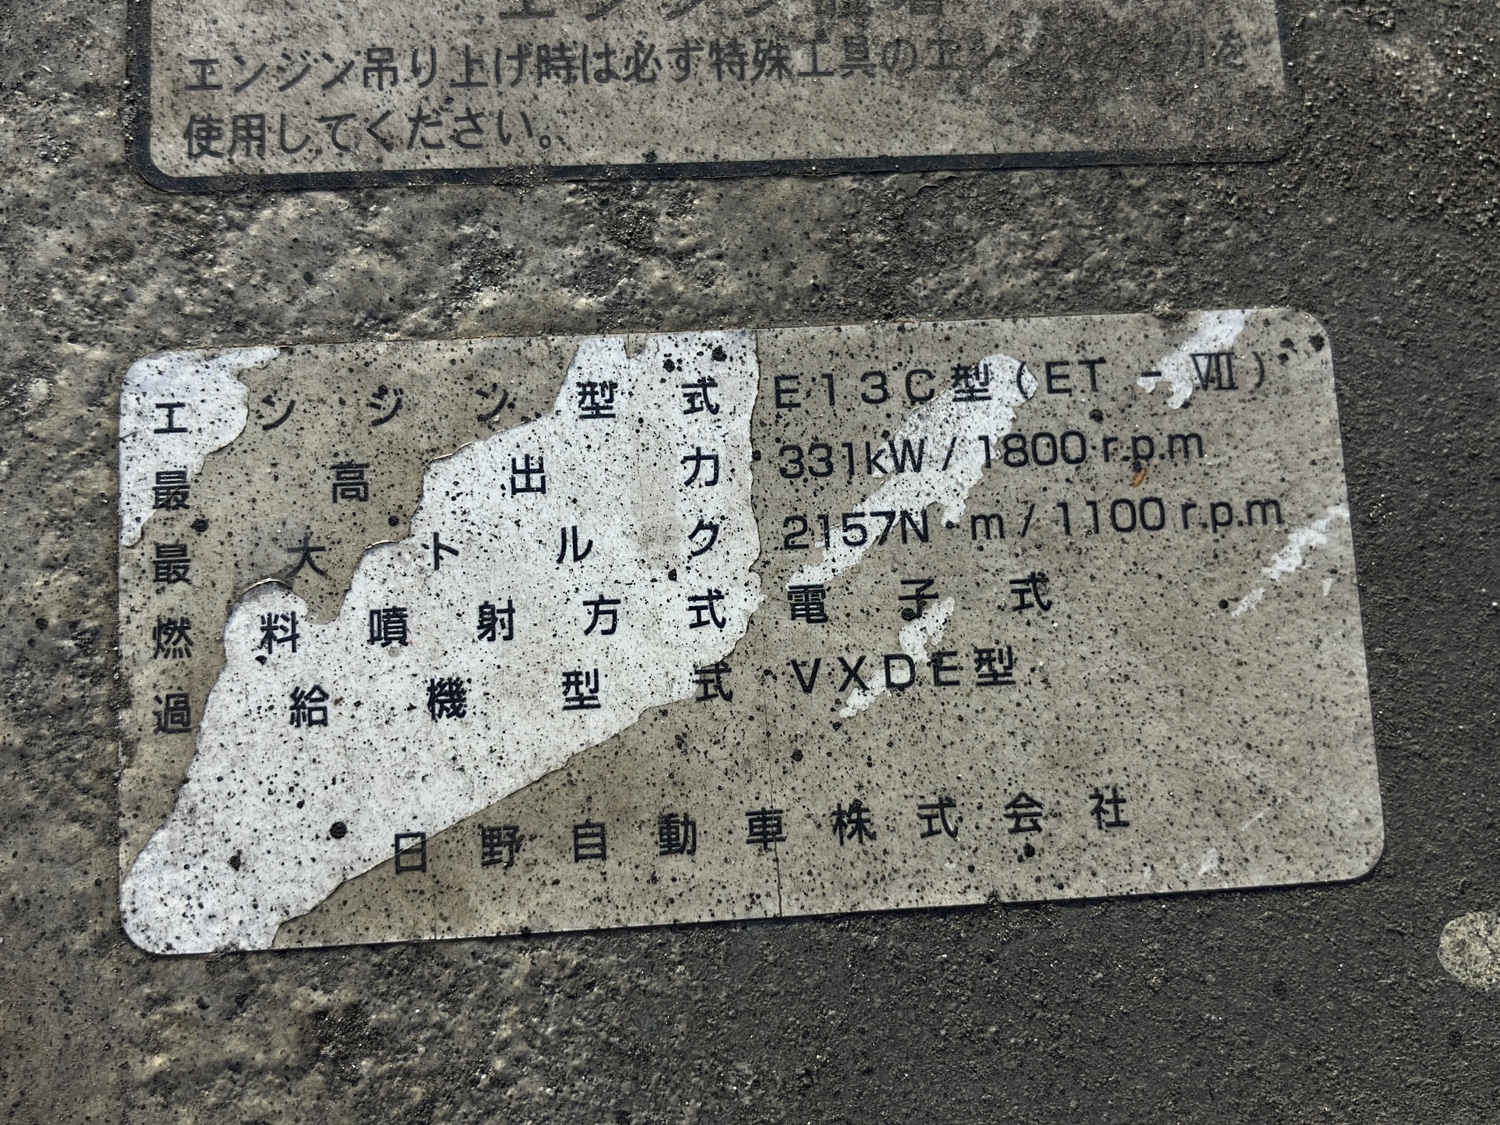 エンジン吊り上げ時は必ず特殊工具のエン
使用してください。
エンジン型式 E13C型(ET-Ⅶ)
最高出力 331kW/1800r.p.m
最大トルク 2157N・m/1100r.p.m
燃料噴射方式 電子式
過給機型式 VXDE型
日野自動車株式会社